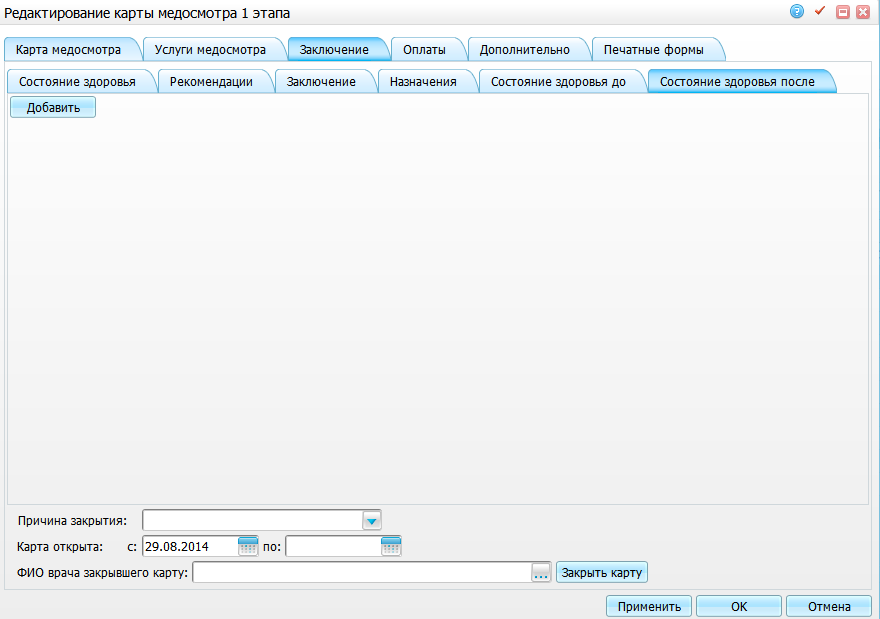 Редактирование карты медосмотра 1 этапа
Карта медосмотра Услуги медосмотра Заключение Оплаты Дополнительно Печатные формы
Состояние здоровья Рекомендации Заключение Назначения Состояние здоровья до Состояние здоровья после
Добавить
Причина закрытия:
Карта открыта: с: 29.08.2014 по:
ФИО врача закрывшего карту: ... Закрыть карту
Применить ОК Отмена